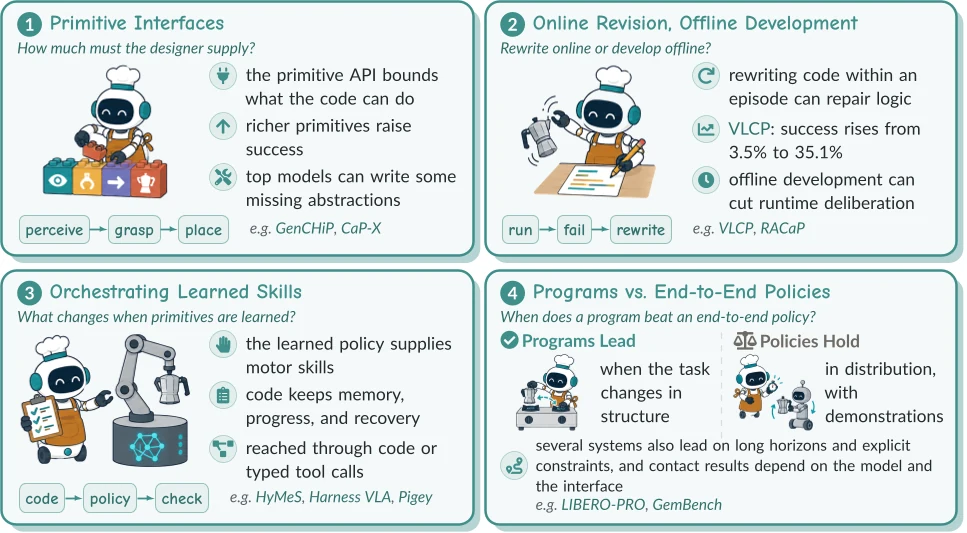 1 Primitive Interfaces
How much must the designer supply?
the primitive API bounds
what the code can do
richer primitives raise
success
top models can write some
missing abstractions
perceive grasp place
e.g. GenCHiP, CaP-X
2 Online Revision, Offline Development
Rewrite online or develop offline?
rewriting code within an
episode can repair logic
VLCP: success rises from
3.5% to 35.1%
offline development can
cut runtime deliberation
run fail rewrite
e.g. VLCP, RACaP
3 Orchestrating Learned Skills
What changes when primitives are learned?
the learned policy supplies
motor skills
code keeps memory,
progress, and recovery
reached through code or
typed tool calls
code policy check
e.g. HyMeS, Harness VLA, Pigey
4 Programs vs. End-to-End Policies
When does a program beat an end-to-end policy?
Programs Lead
when the task
changes in
structure
Policies Hold
in distribution,
with
demonstrations
several systems also lead on long horizons and explicit
constraints, and contact results depend on the model and
the interface
e.g. LIBERO-PRO, GemBench